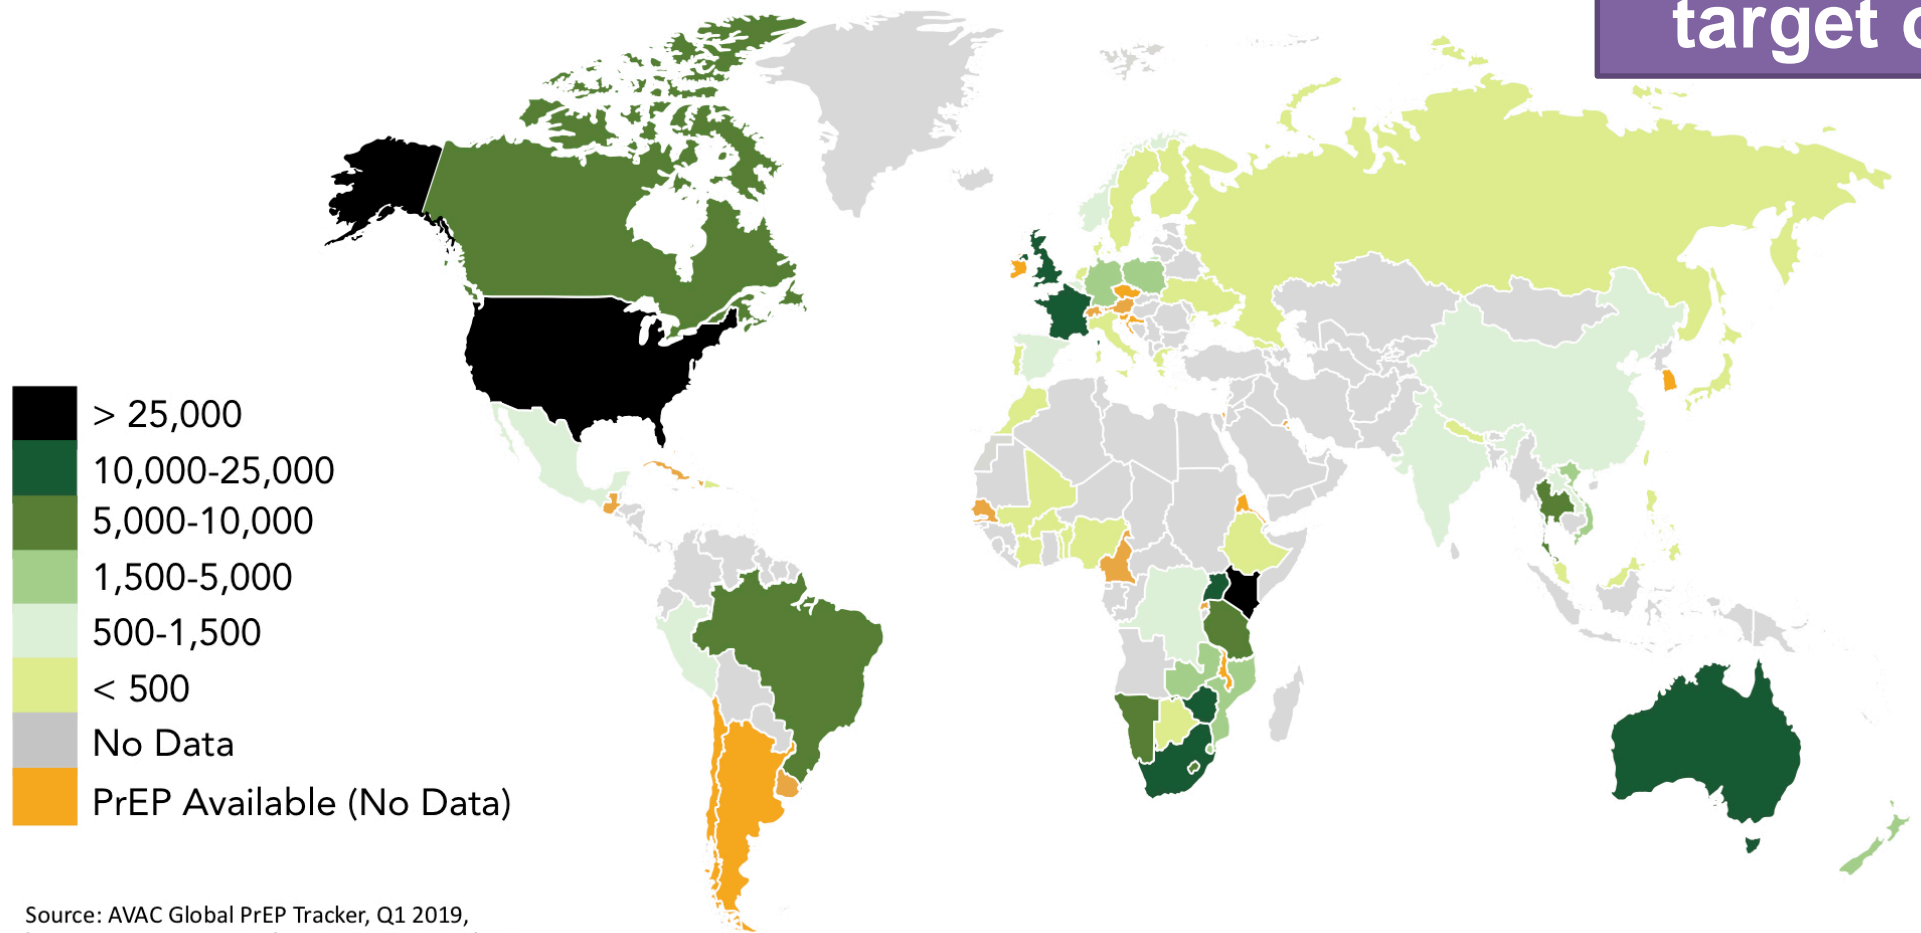 target
> 25,000
10,000-25,000
5,000-10,000
1,500-5,000
500-1,500
< 500
No Data
PrEP Available (No Data)
Source: AVAC Global PrEP Tracker, Q1 2019,